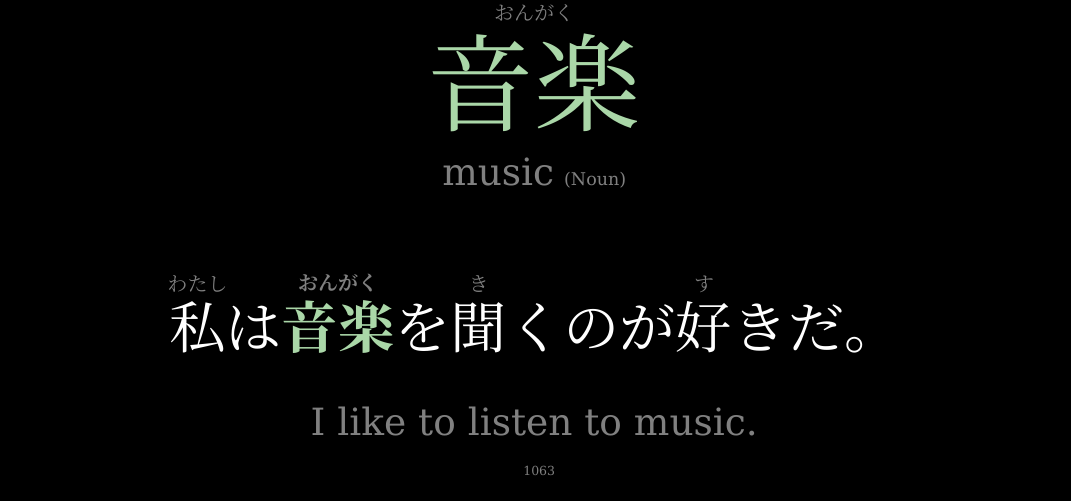 おんがく
音楽
music (Noun)
わたし おんがく き す
私は音楽を聞くのが好きだ。
I like to listen to music.
1063